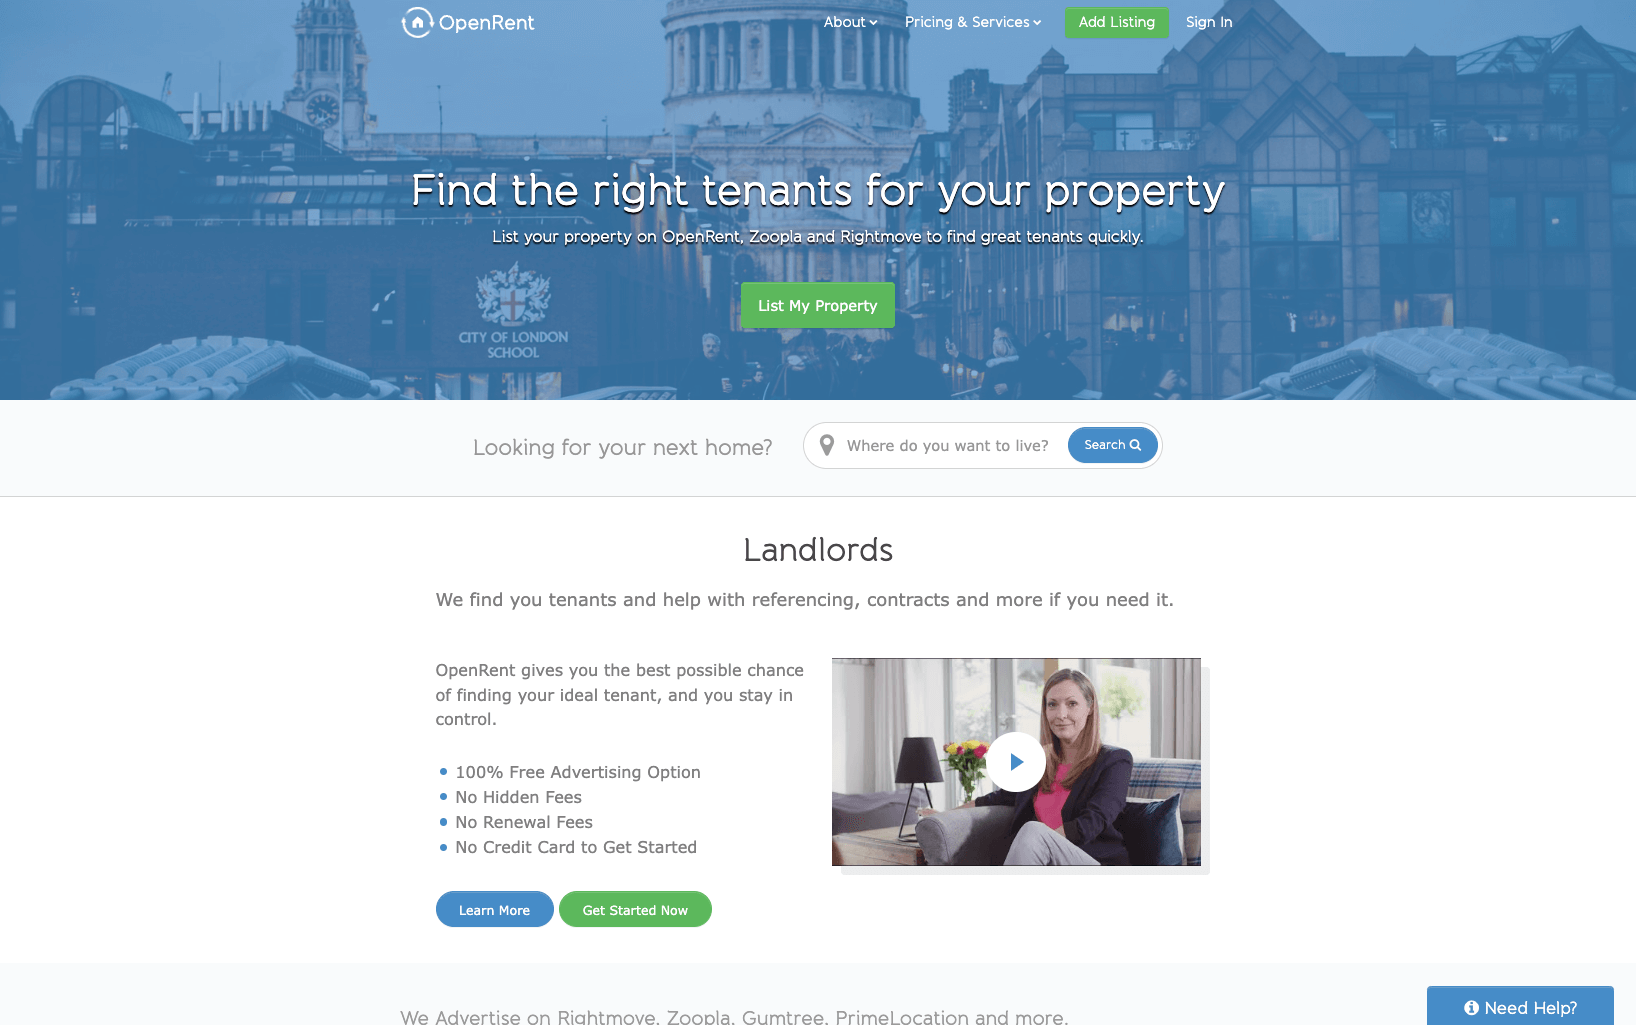 OpenRent
About
Pricing & Services
Add Listing
Sign In
Find the right tenants for your property
List your property on OpenRent, Zoopla and Rightmove to find great tenants quickly.
List My Property
CITY OF LONDON
SCHOOL
Looking for your next home?
Where do you want to live?
Search
Landlords
We find you tenants and help with referencing, contracts and more if you need it.
OpenRent gives you the best possible chance
of finding your ideal tenant, and you stay in
control.
100% Free Advertising Option
No Hidden Fees
No Renewal Fees
No Credit Card to Get Started
Learn More
Get Started Now
We Advertise on Rightmove, Zoopla, Gumtree, PrimeLocation and more.
Need Help?